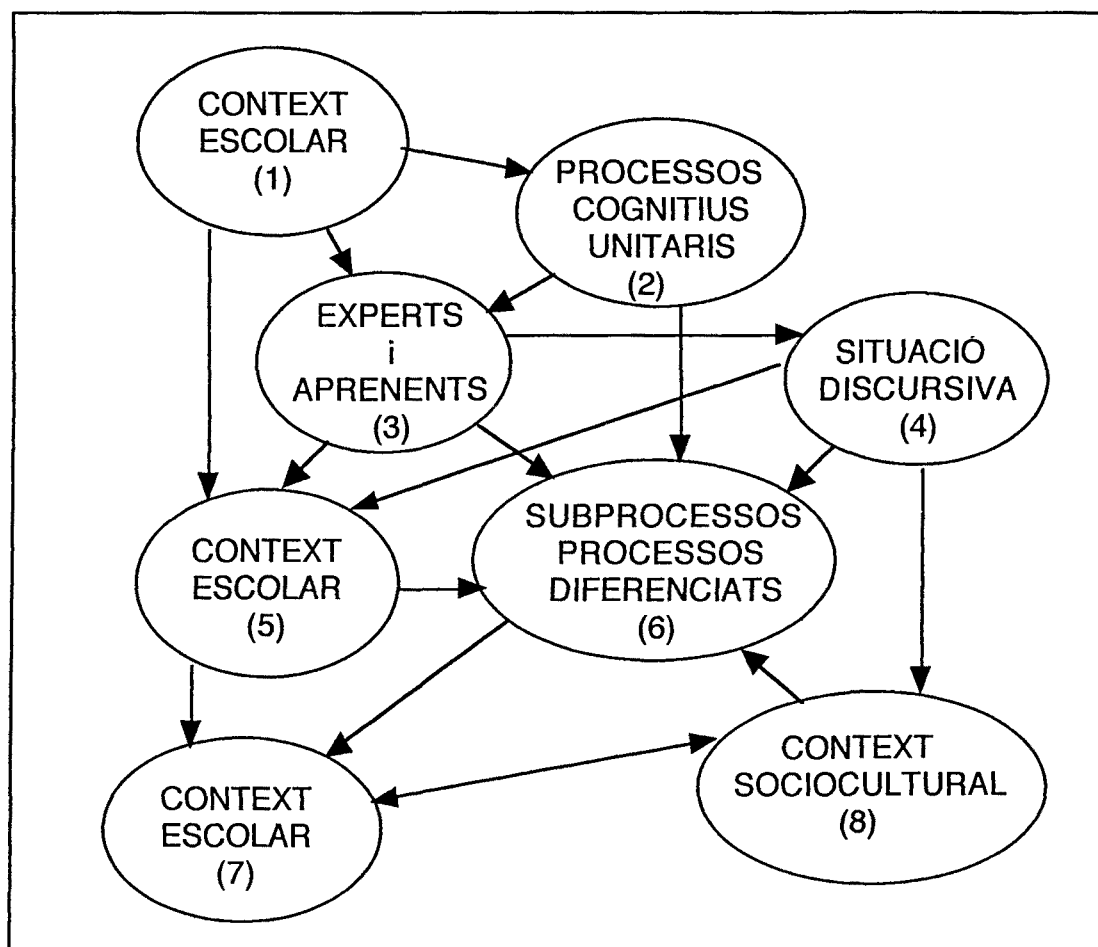 CONTEXT
ESCOLAR
(1)
PROCESSOS
COGNITIUS
UNITARIS
(2)
EXPERTS
i
APRENENTS
(3)
SITUACIÓ
DISCURSIVA
(4)
CONTEXT
ESCOLAR
(5)
SUBPROCESSOS
PROCESSOS
DIFERENCIATS
(6)
CONTEXT
ESCOLAR
(7)
CONTEXT
SOCIOCULTURAL
(8)